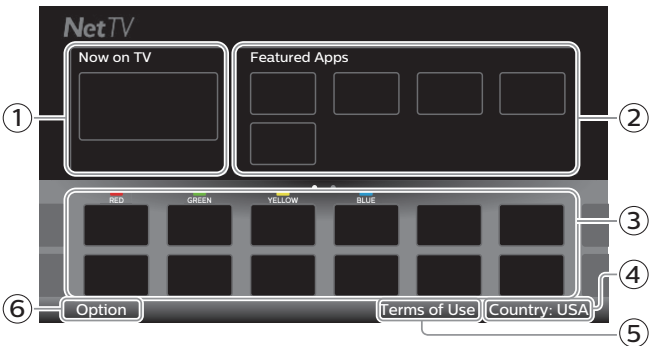 NetTV
Now on TV
Featured Apps
1
2
RED GREEN YELLOW BLUE
3
4
6
Option
Terms of Use
Country: USA
5